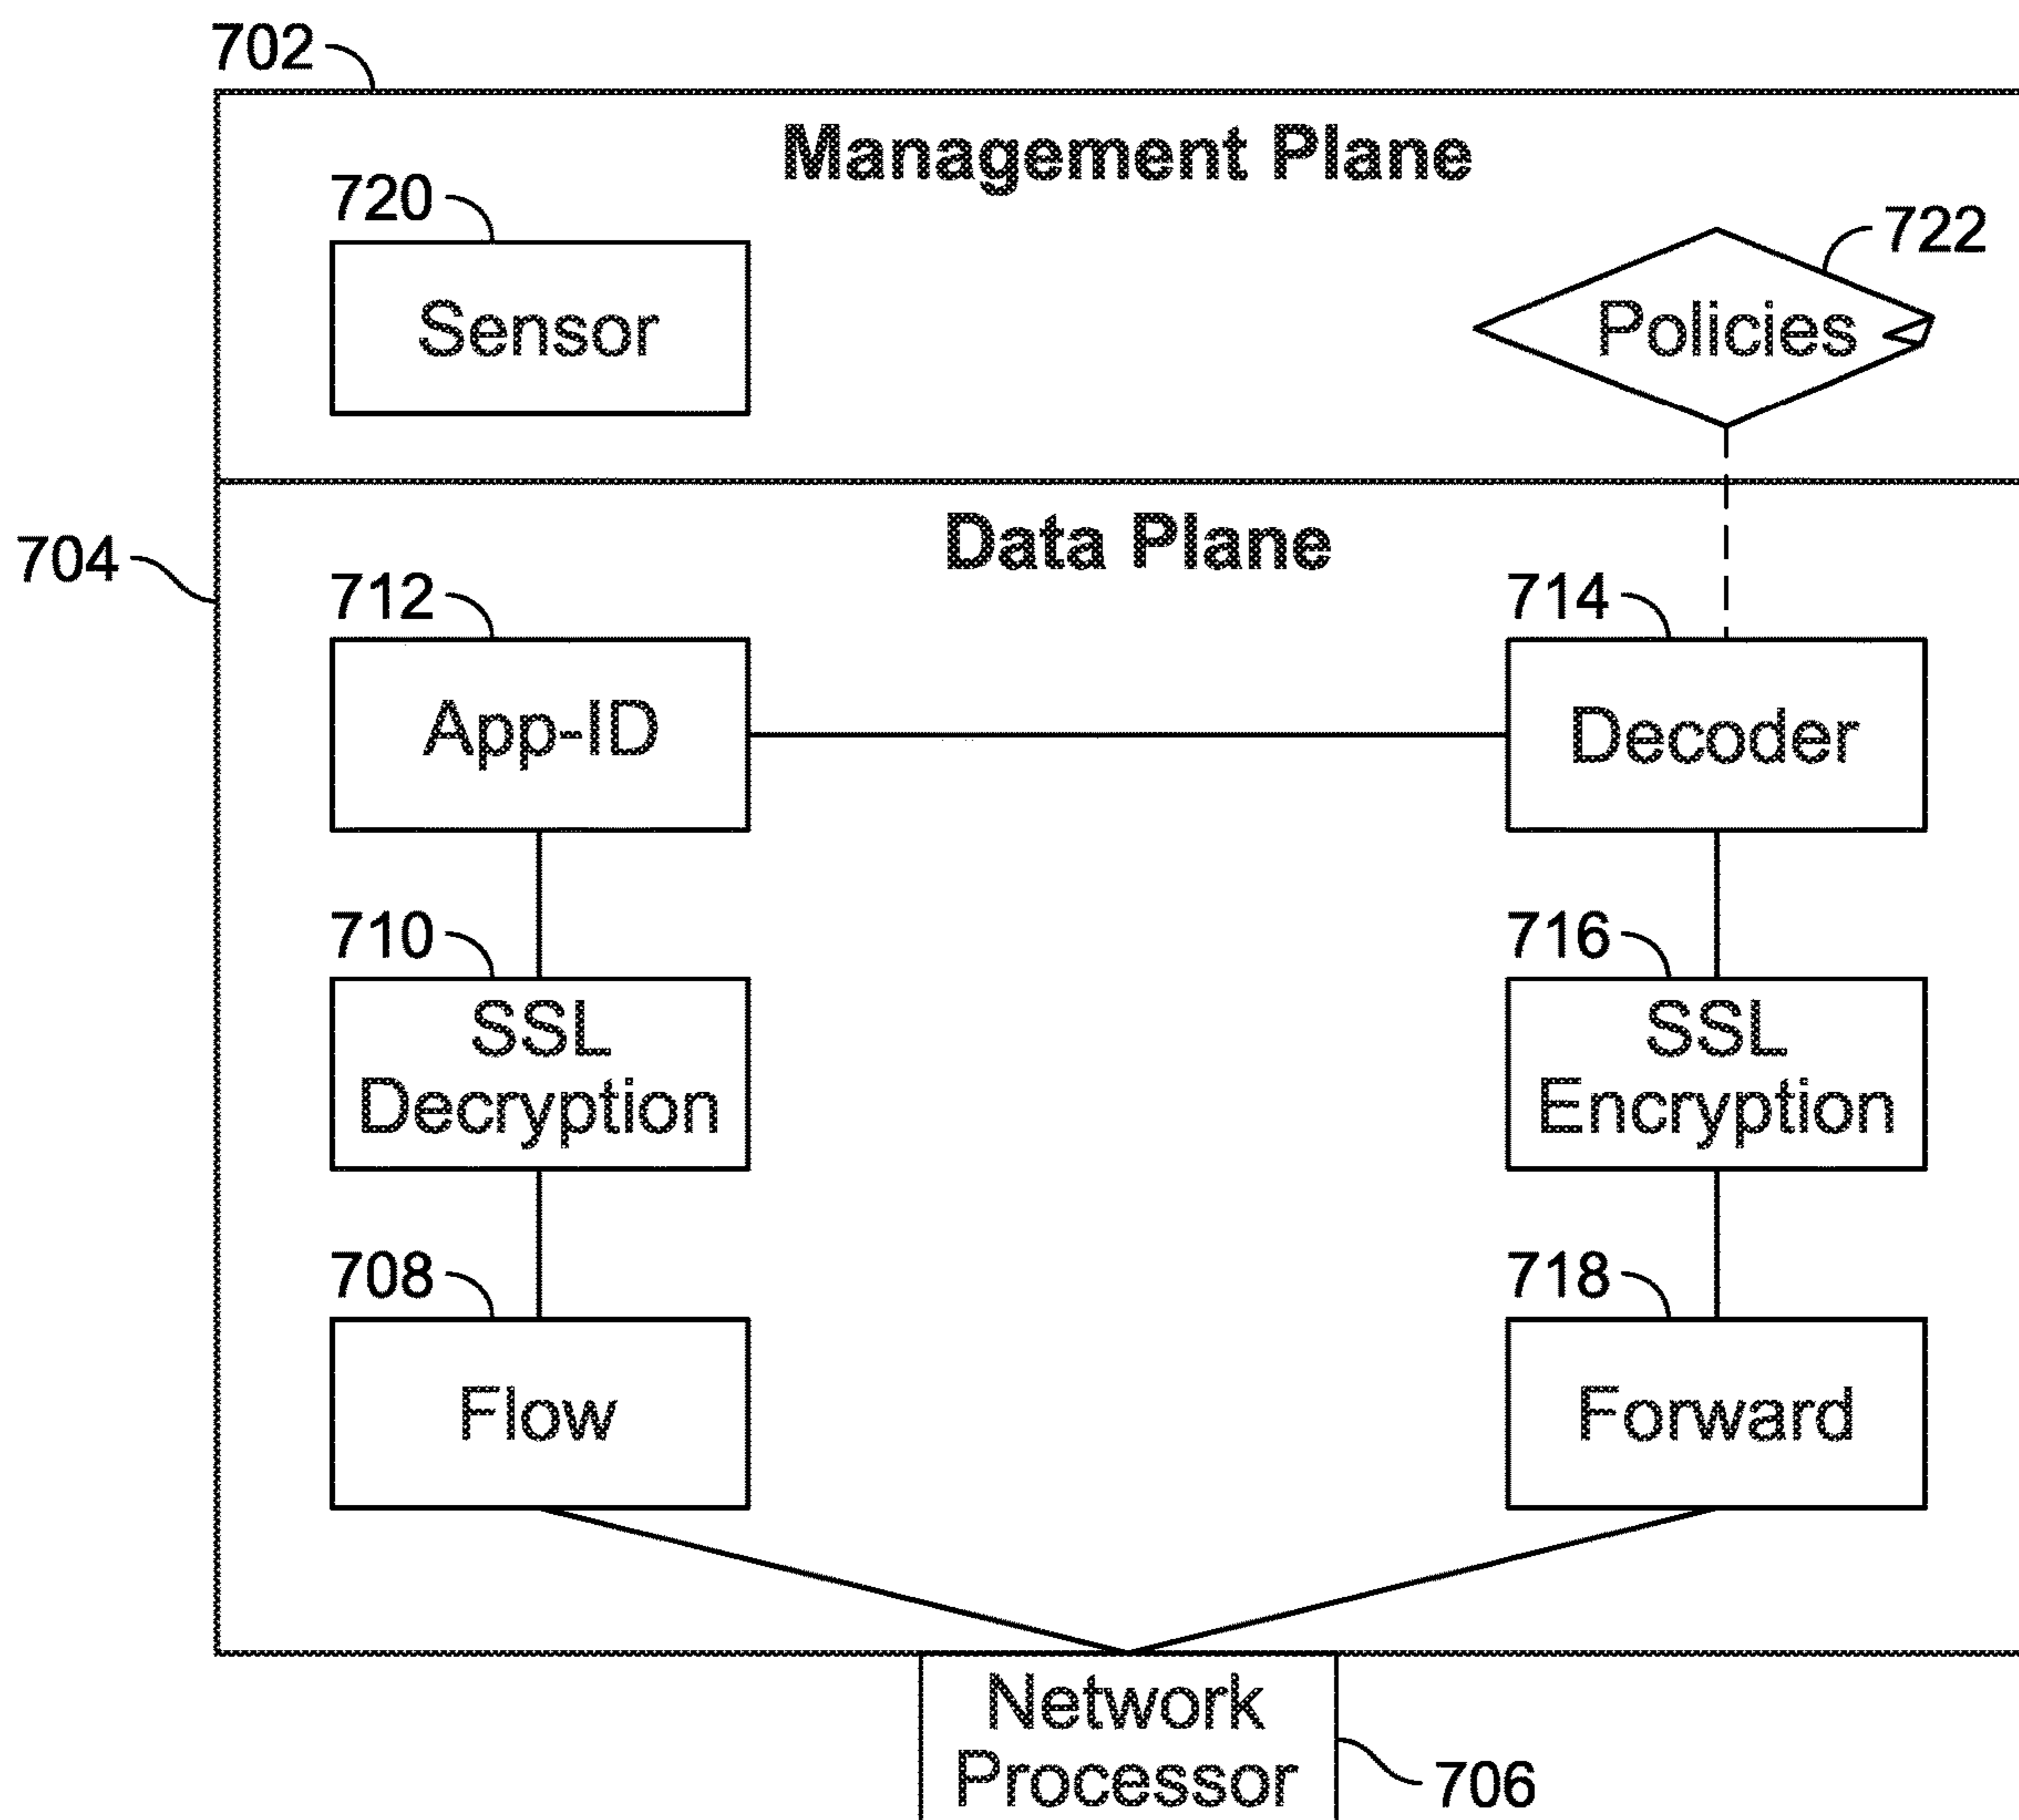 702
Management Plane
720
722
Sensor
Policies
Data Plane
704
712
714
App-ID
Decoder
710
716
SSL
Decryption
SSL
Encryption
708
718
Flow
Forward
Network
Processor
706